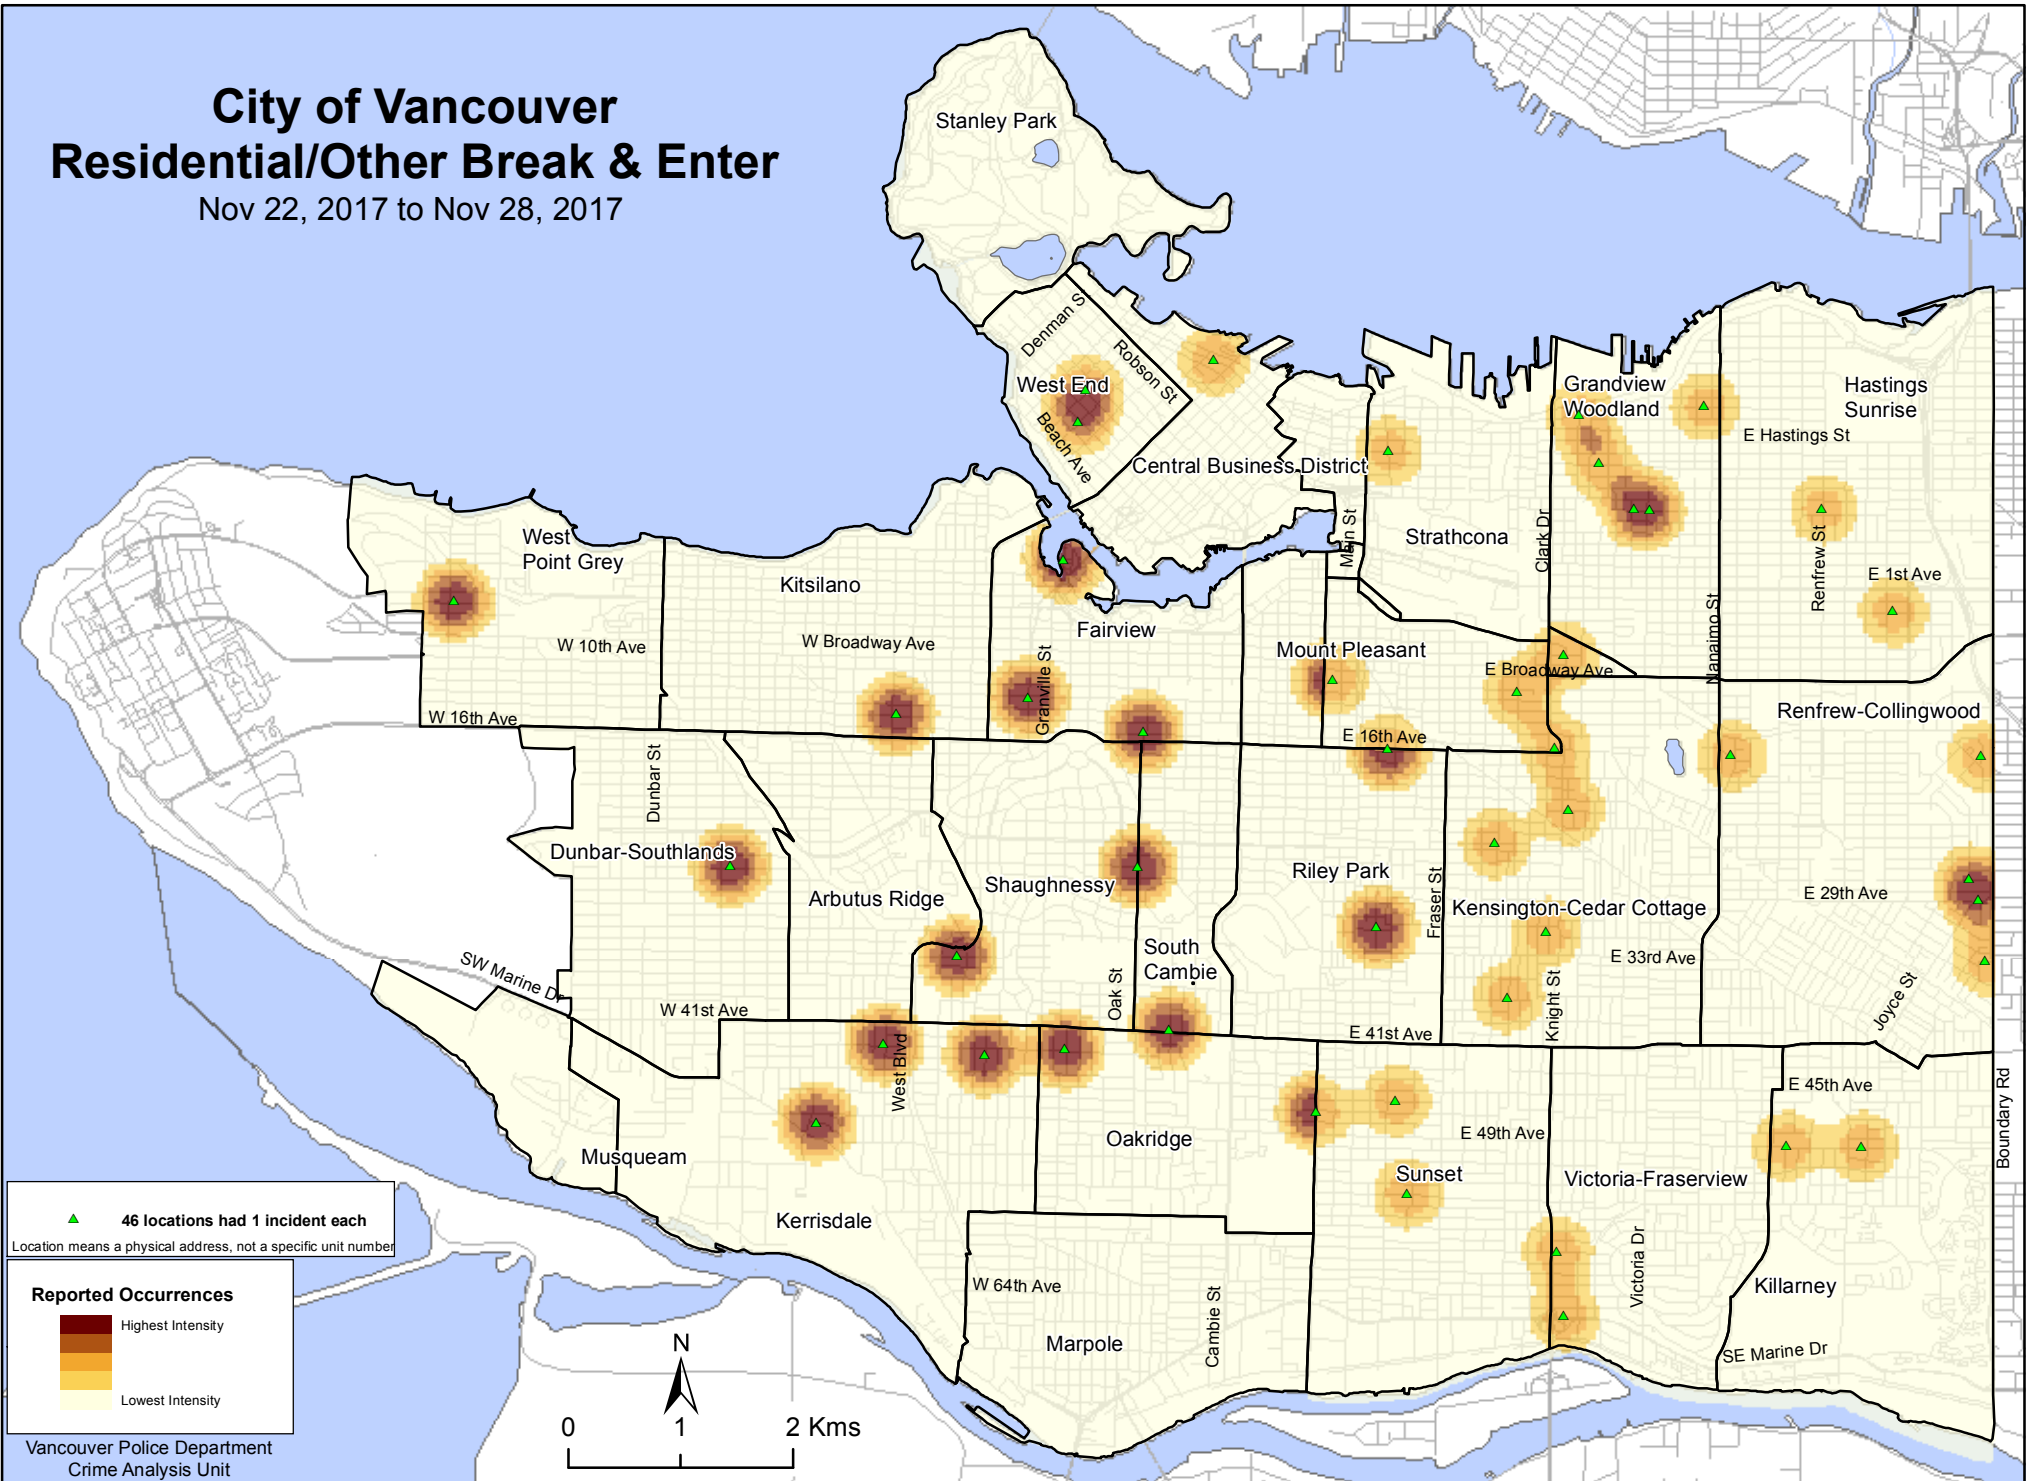 City of Vancouver
Residential/Other Break & Enter
Nov 22, 2017 to Nov 28, 2017
Stanley Park
Denman St
Robson St
West End
Beach Ave
Central Business District
Grandview
Woodland
Hastings
Sunrise
E Hastings St
Main St
Strathcona
Clark Dr
Renfrew St
E 1st Ave
Nanaimo St
West
Point Grey
Kitsilano
W 10th Ave
W Broadway Ave
Fairview
Granville St
Mount Pleasant
E Broadway Ave
W 16th Ave
E 16th Ave
Renfrew-Collingwood
Dunbar St
Dunbar-Southlands
Arbutus Ridge
Shaughnessy
Riley Park
Fraser St
Kensington-Cedar Cottage
E 29th Ave
South
Cambie
E 33rd Ave
SW Marine Dr
W 41st Ave
Oak St
E 41st Ave
Knight St
Joyce St
West Blvd
E 45th Ave
Boundary Rd
Musqueam
Oakridge
E 49th Ave
Sunset
Victoria-Fraserview
Kerrisdale
Victoria Dr
W 64th Ave
Cambie St
Killarney
Marpole
SE Marine Dr
46 locations had 1 incident each
Location means a physical address, not a specific unit number
Reported Occurrences
Highest Intensity
Lowest Intensity
Vancouver Police Department
Crime Analysis Unit
N
0 1 2 Kms